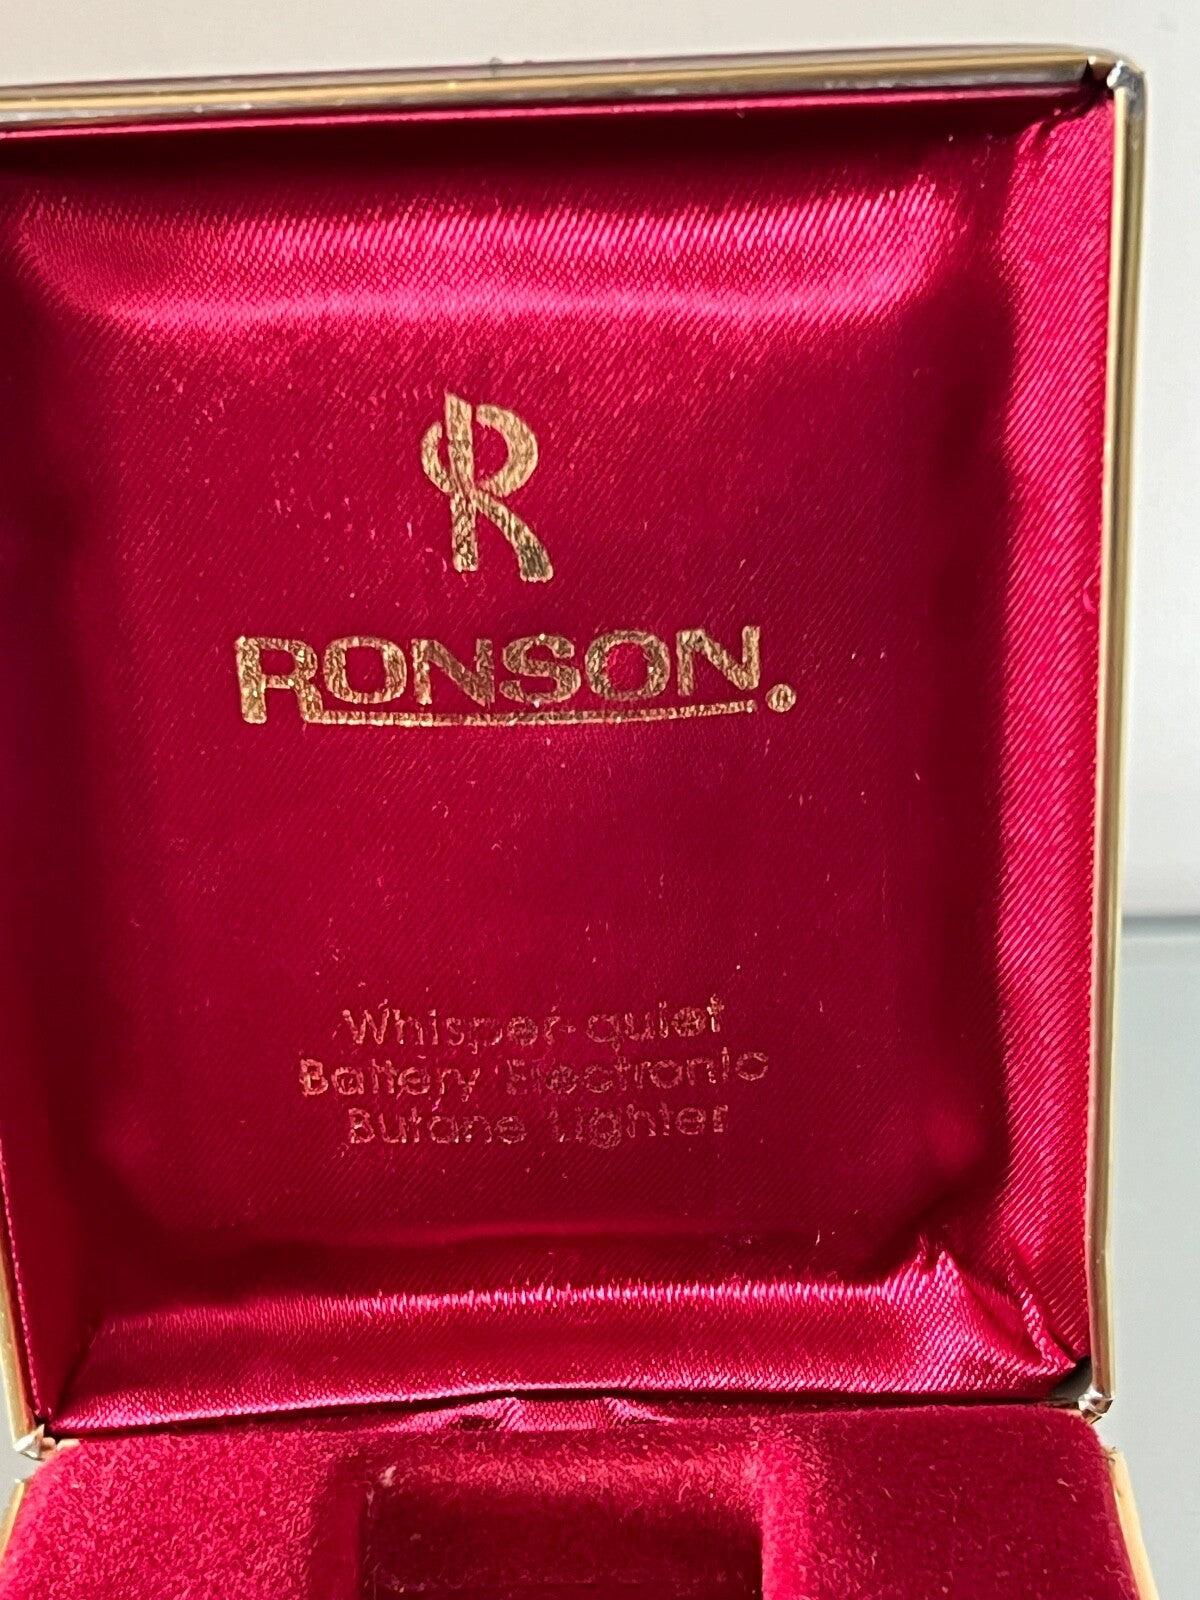 R
RONSON®
Whisper-quiet
Battery Electronic
Butane Lighter